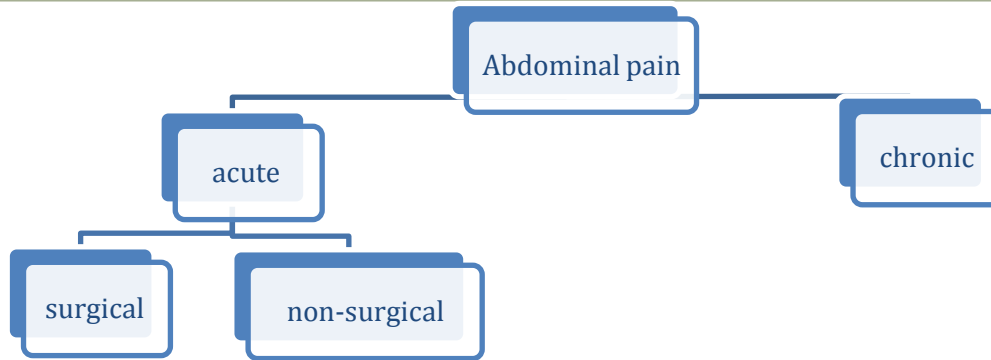 Abdominal pain
acute
chronic
surgical
non-surgical